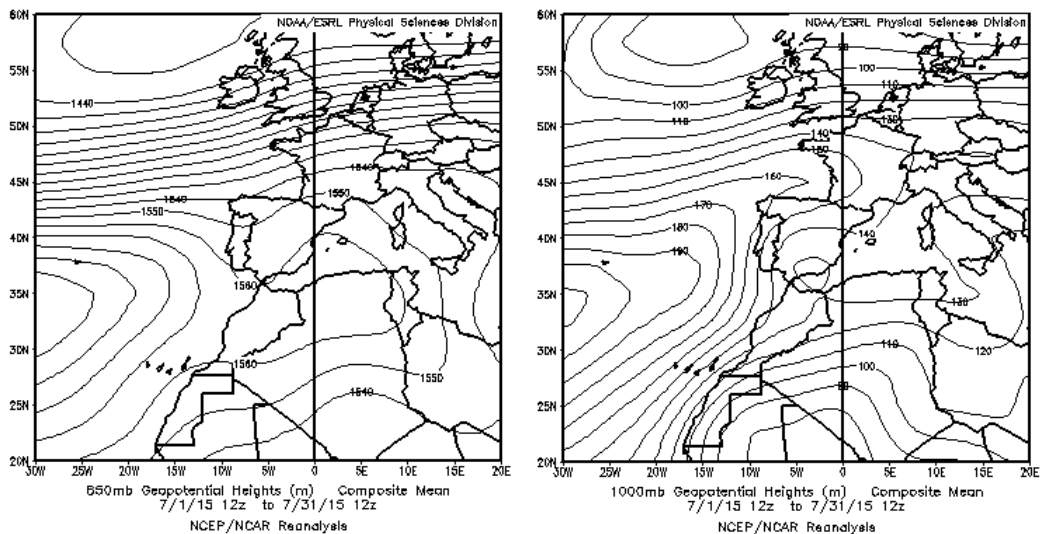 NOAA/ESRL Physical Sciences Division
60N
55N
50N
45N
40N
35N
30N
25N
20N
1440
1540
1540
1550
1550
1560
1560
1550
1540
30W 25W 20W 15W 10W 5W 0 5E 10E 15E 20E
850mb Geopotential Heights (m) Composite Mean
7/1/15 12z to 7/31/15 12z
NCEP/NCAR Reanalysis
NOAA/ESRL Physical Sciences Division
60N
55N
50N
45N
40N
35N
30N
25N
20N
90
100
100
110
110
130
140
160
170
180
190
140
130
120
110
100
30W 25W 20W 15W 10W 5W 0 5E 10E 15E 20E
1000mb Geopotential Heights (m) Composite Mean
7/1/15 12z to 7/31/15 12z
NCEP/NCAR Reanalysis